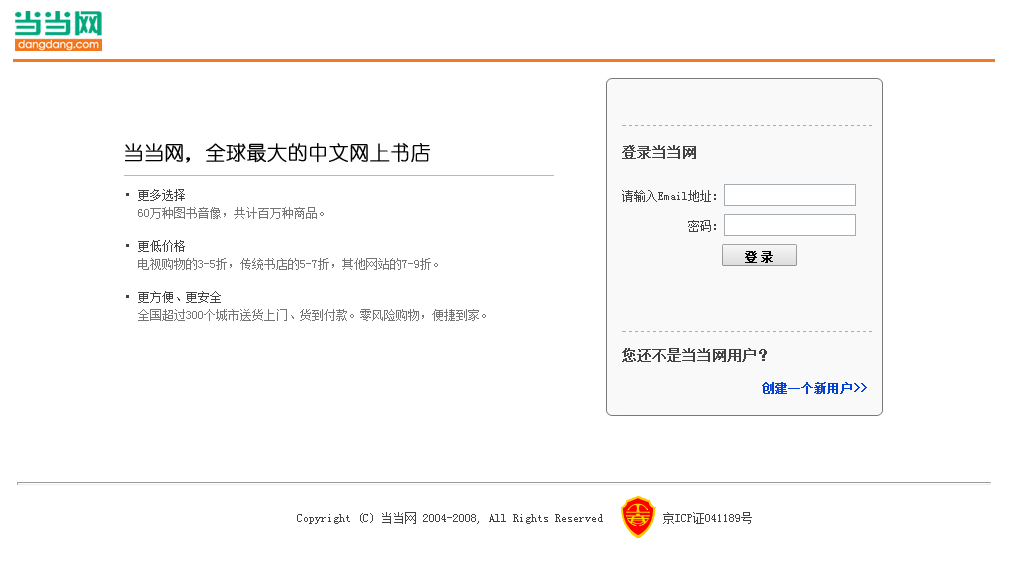 当当网
dangdang.com
当当网，全球最大的中文网上书店
更多选择
60万种图书音像，共计百万种商品。
更低价格
电视购物的3-5折，传统书店的5-7折，其他网站的7-9折。
更方便、更安全
全国超过300个城市送货上门、货到付款。零风险购物，便捷到家。
登录当当网
请输入Email地址：
密码：
登 录
您还不是当当网用户？
创建一个新用户>>
Copyright (C) 当当网 2004-2008, All Rights Reserved
京ICP证041189号